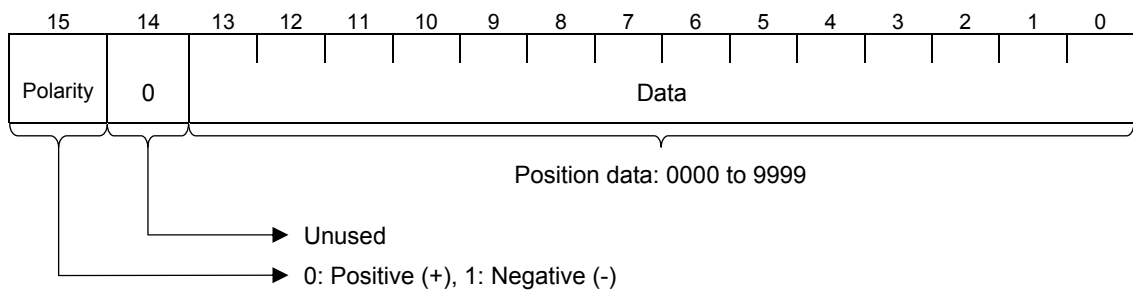 15 14 13 12 11 10 9 8 7 6 5 4 3 2 1 0
Polarity 0 Data
Position data: 0000 to 9999
Unused
0: Positive (+), 1: Negative (-)